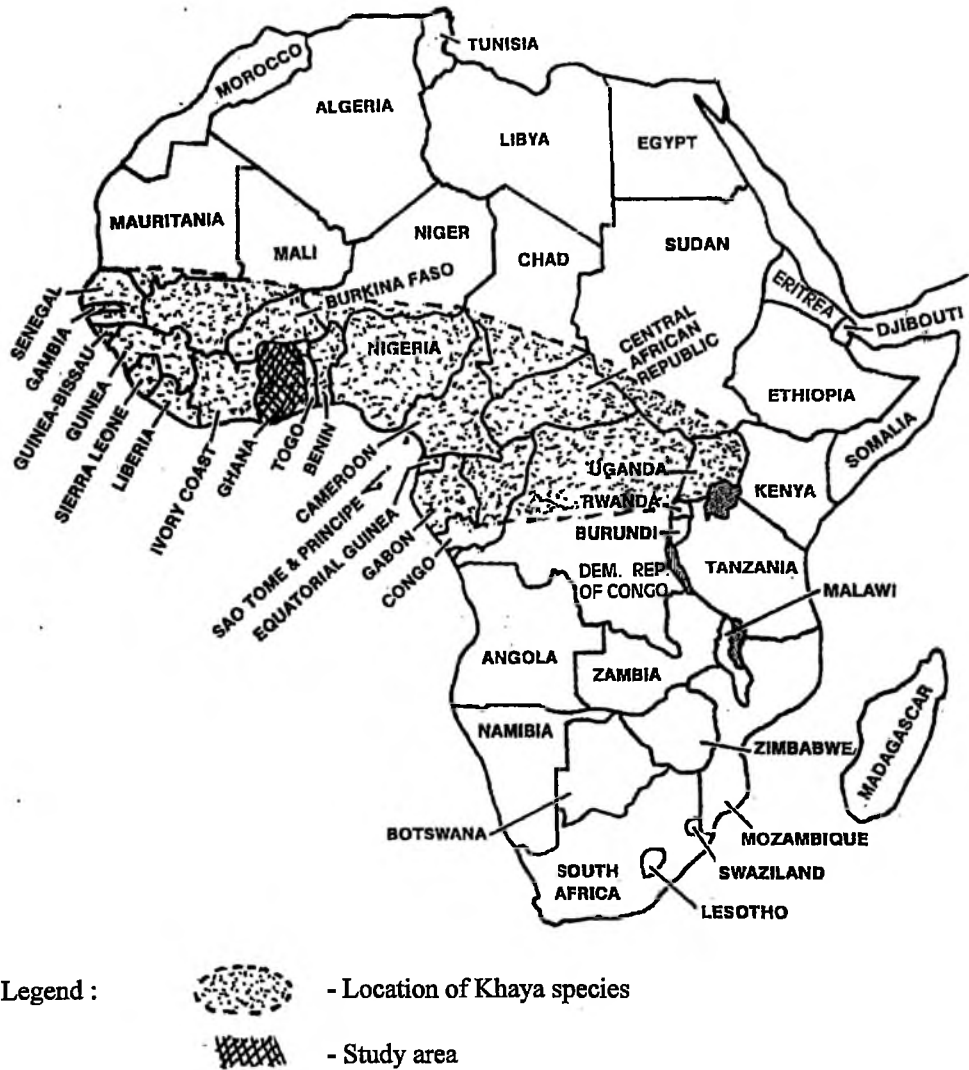 TUNISIA
MOROCCO
ALGERIA
LIBYA
EGYPT
MAURITANIA
MALI
NIGER
CHAD
SUDAN
ERITREA
DJIBOUTI
BURKINA FASO
NIGERIA
CENTRAL
AFRICAN
REPUBLIC
ETHIOPIA
SOMALIA
SENEGAL
GAMBIA
GUINEA-BISSAU
GUINEA
SIERRA LEONE
LIBERIA
IVORY COAST
GHANA
TOGO
BENIN
CAMEROON
SAO TOME & PRINCIPE
EQUATORIAL GUINEA
GABON
CONGO
UGANDA
RWANDA
BURUNDI
KENYA
DEM. REP.
OF CONGO
TANZANIA
MALAWI
ANGOLA
ZAMBIA
NAMIBIA
ZIMBABWE
MADAGASCAR
BOTSWANA
MOZAMBIQUE
SOUTH
AFRICA
SWAZILAND
LESOTHO
Legend :
- Location of Khaya species
- Study area